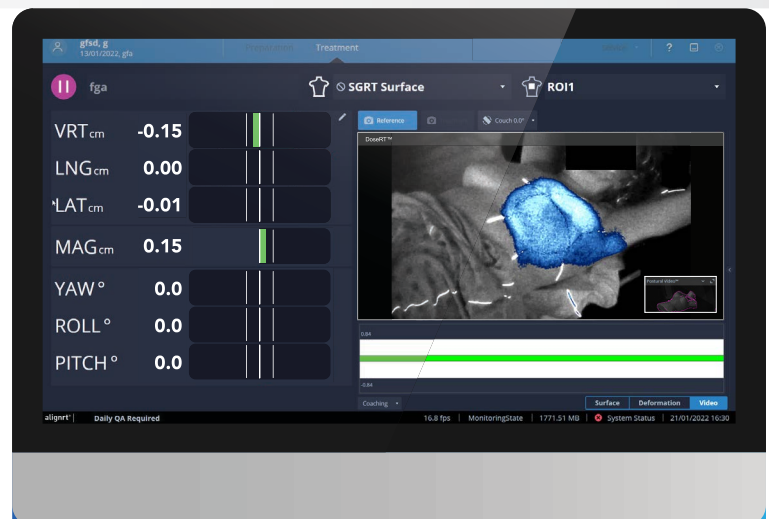 gfsd, g
13/01/2022, gfa
Preparation Treatment
?
fga
SGRT Surface
ROI1
VRT cm -0.15
LNG cm 0.00
LAT cm -0.01
MAG cm 0.15
YAW° 0.0
ROLL° 0.0
PITCH° 0.0
Reference
Couch 0.0°
DoseRT™
Postural Video™
0.84
-0.84
Coaching
Surface Deformation Video
alignrt® Daily QA Required 16.8 fps MonitoringState 1771.51 MB System Status 21/01/2022 16:30